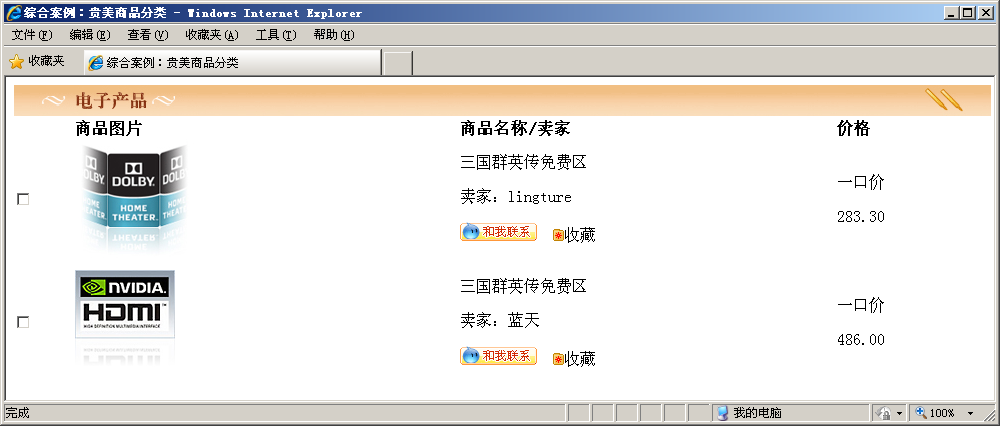 综合案例：贵美商品分类 - Windows Internet Explorer
文件(F) 编辑(E) 查看(V) 收藏夹(A) 工具(T) 帮助(H)
收藏夹 综合案例：贵美商品分类
电子产品
商品图片 商品名称/卖家 价格
DOLBY.
HOME THEATER.
三国群英传免费区
卖家：lingture
和我联系 收藏
一口价
283.30
NVIDIA.
HDMI™
HIGH DEFINITION MULTIMEDIA INTERFACE
三国群英传免费区
卖家：蓝天
和我联系 收藏
一口价
486.00
完成 我的电脑 100%